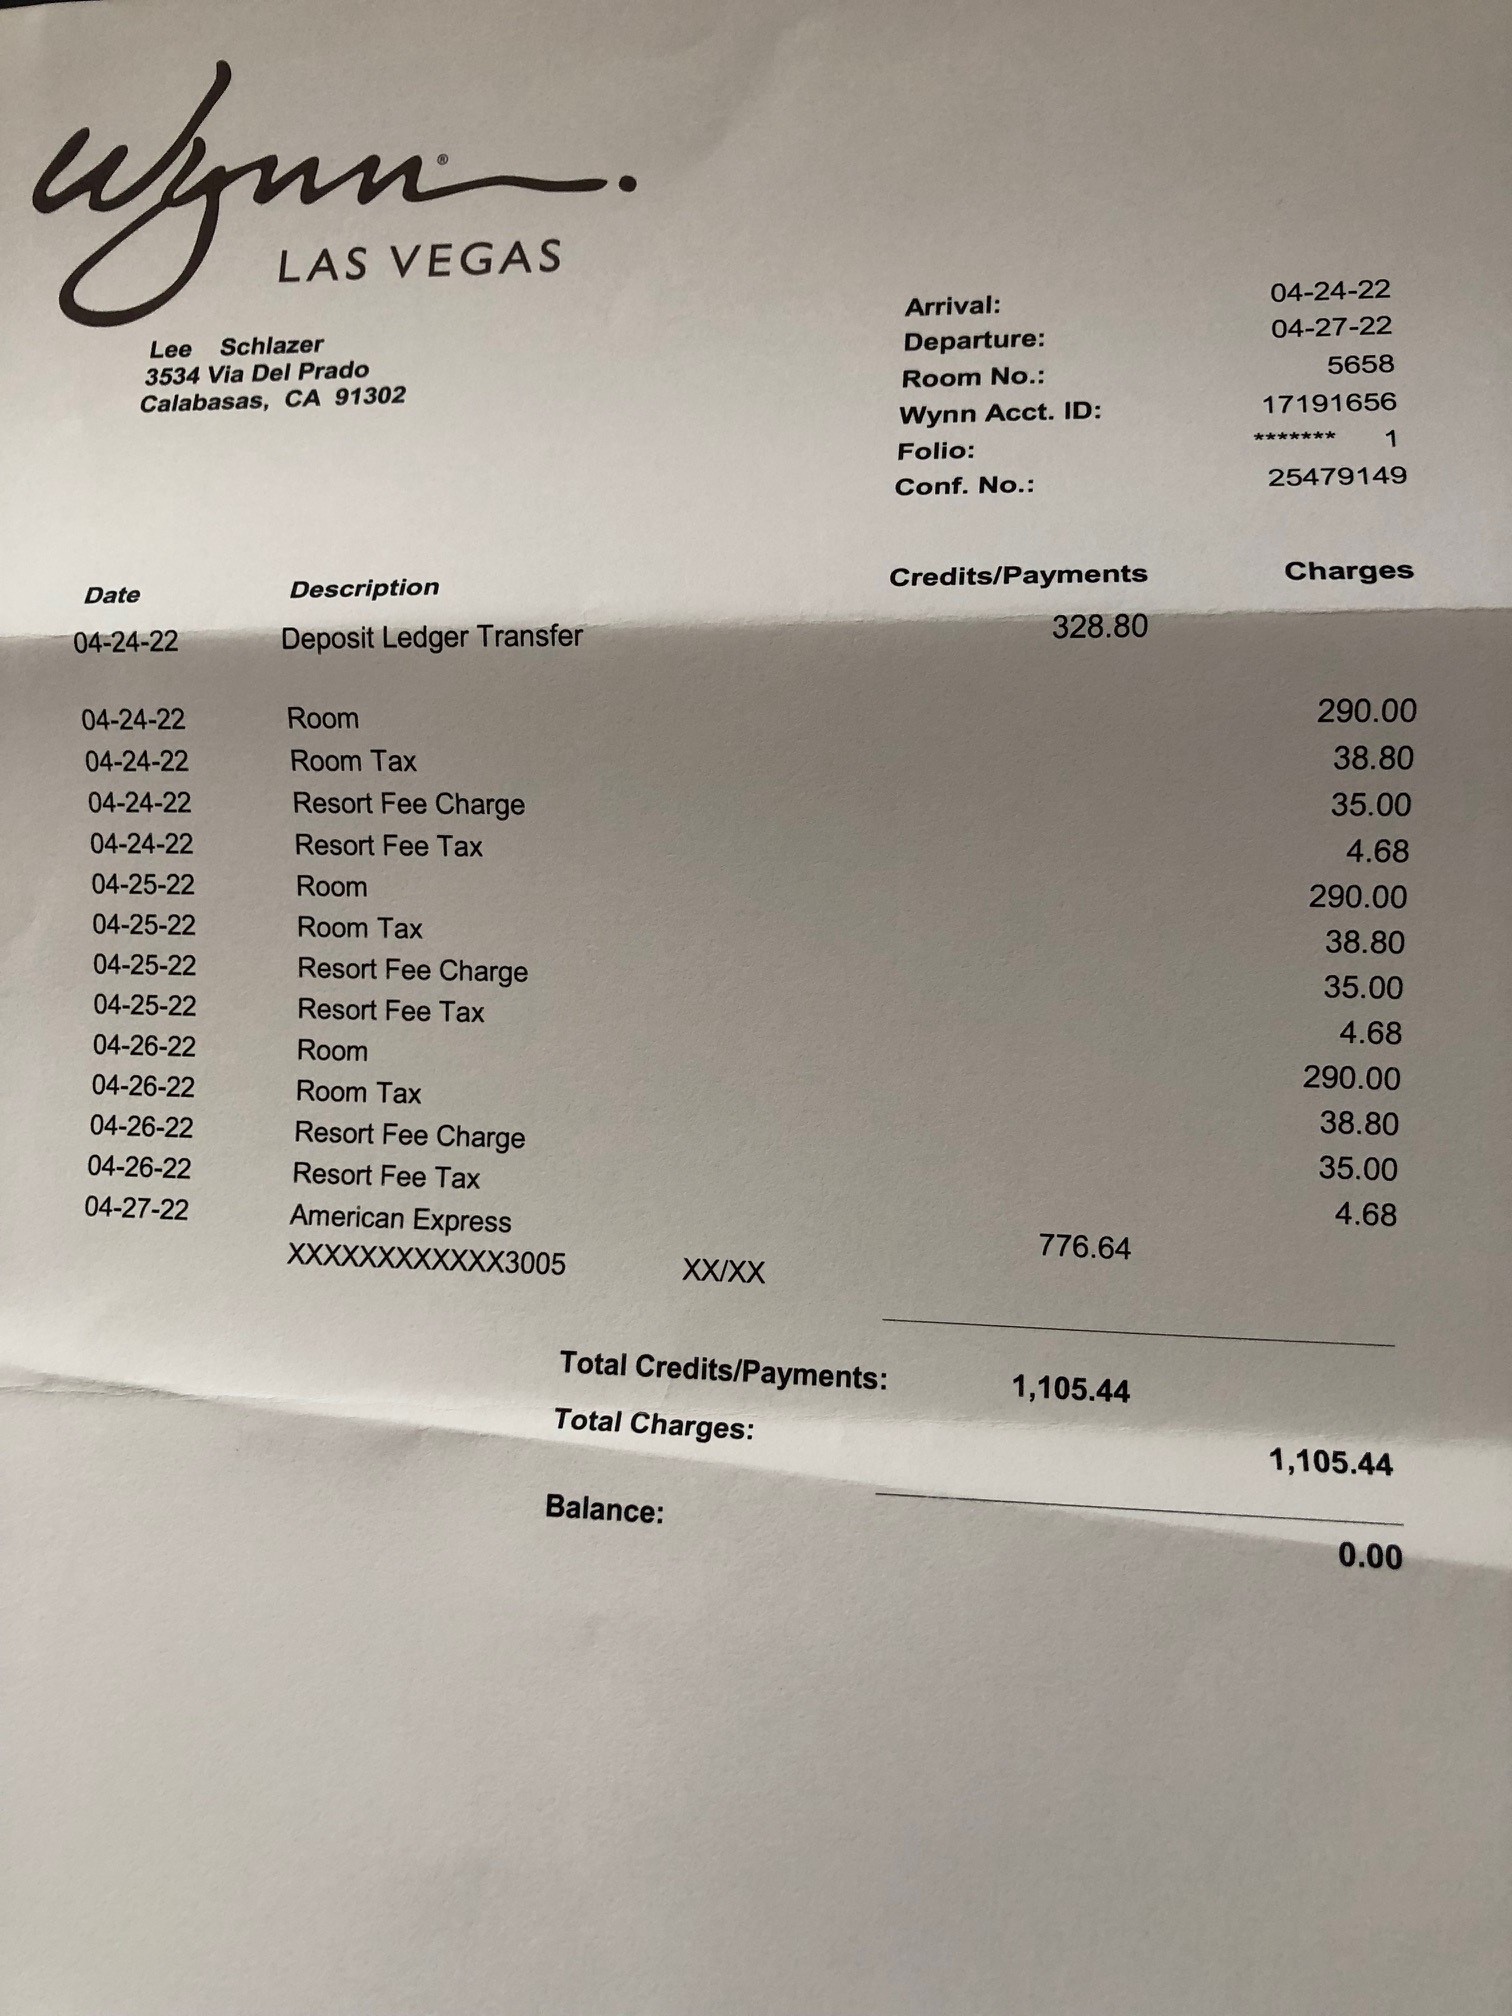 Wynn®
LAS VEGAS
Lee Schlazer
3534 Via Del Prado
Calabasas, CA 91302
Arrival: 04-24-22
Departure: 04-27-22
Room No.: 5658
Wynn Acct. ID: 17191656
Folio: ******* 1
Conf. No.: 25479149
Date Description Credits/Payments Charges
04-24-22 Deposit Ledger Transfer 328.80
04-24-22 Room 290.00
04-24-22 Room Tax 38.80
04-24-22 Resort Fee Charge 35.00
04-24-22 Resort Fee Tax 4.68
04-25-22 Room 290.00
04-25-22 Room Tax 38.80
04-25-22 Resort Fee Charge 35.00
04-25-22 Resort Fee Tax 4.68
04-26-22 Room 290.00
04-26-22 Room Tax 38.80
04-26-22 Resort Fee Charge 35.00
04-26-22 Resort Fee Tax 4.68
04-27-22 American Express 776.64
XXXXXXXXXXXX3005 XX/XX
Total Credits/Payments: 1,105.44
Total Charges: 1,105.44
Balance: 0.00